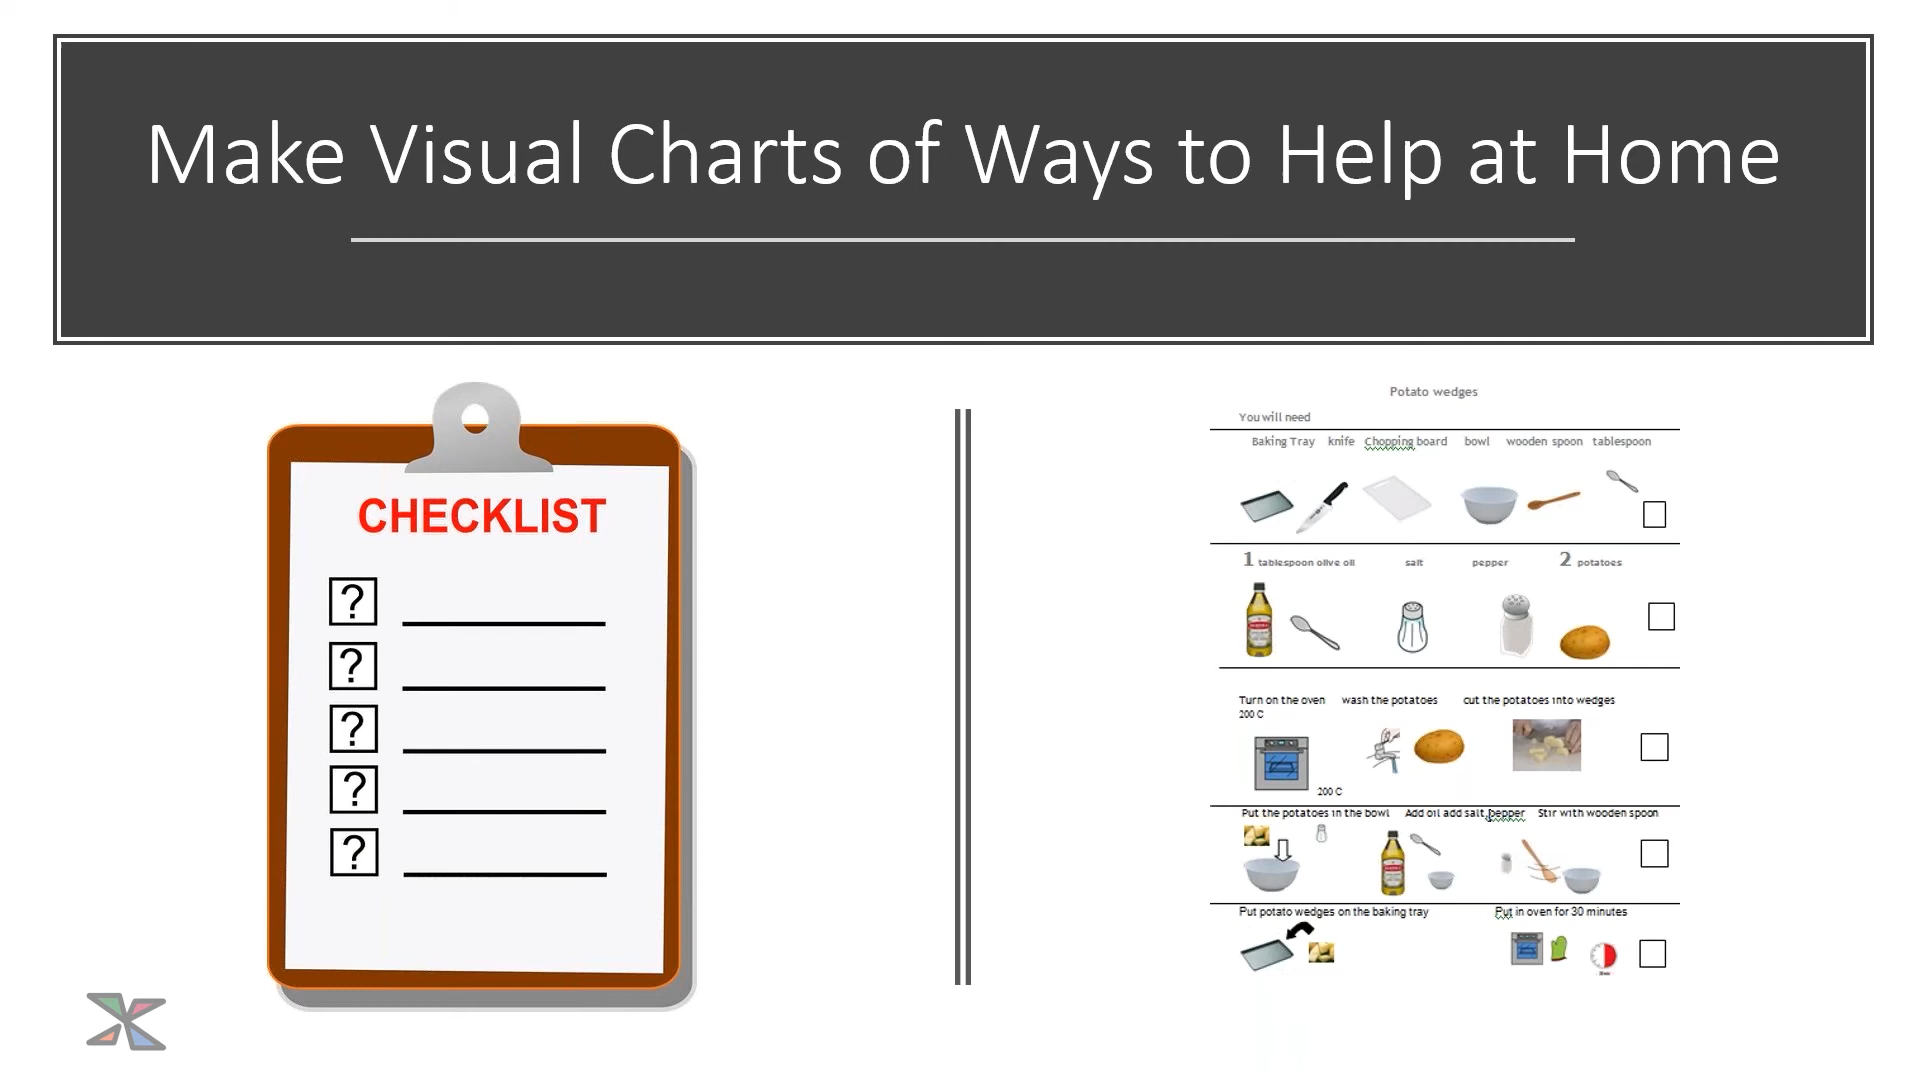 Make Visual Charts of Ways to Help at Home
CHECKLIST
?
?
?
?
?
Potato wedges
You will need
Baking Tray knife Chopping board bowl wooden spoon tablespoon
1 tablespoon olive oil salt pepper 2 potatoes
Turn on the oven wash the potatoes cut the potatoes into wedges
200 C
200 C
Put the potatoes in the bowl Add oil add salt pepper Stir with wooden spoon
Put potato wedges on the baking tray Put in oven for 30 minutes